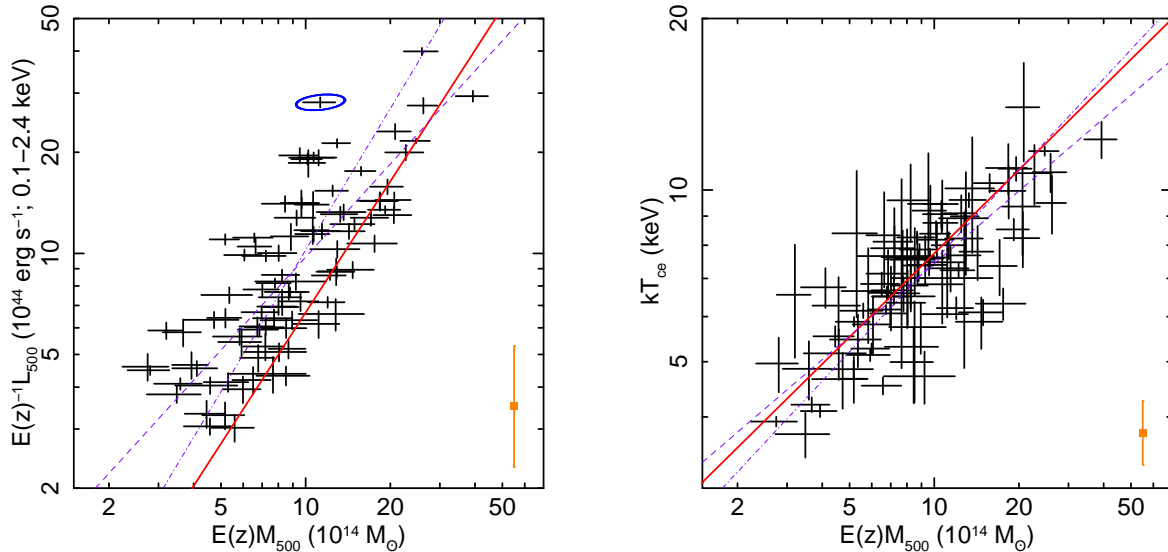 50
20
10
5
2
E(z)⁻¹L₅₀₀ (10⁴⁴ erg s⁻¹; 0.1−2.4 keV)
2 5 10 20 50
E(z)M₅₀₀ (10¹⁴ M☉)
20
10
5
kT_ce (keV)
2 5 10 20 50
E(z)M₅₀₀ (10¹⁴ M☉)